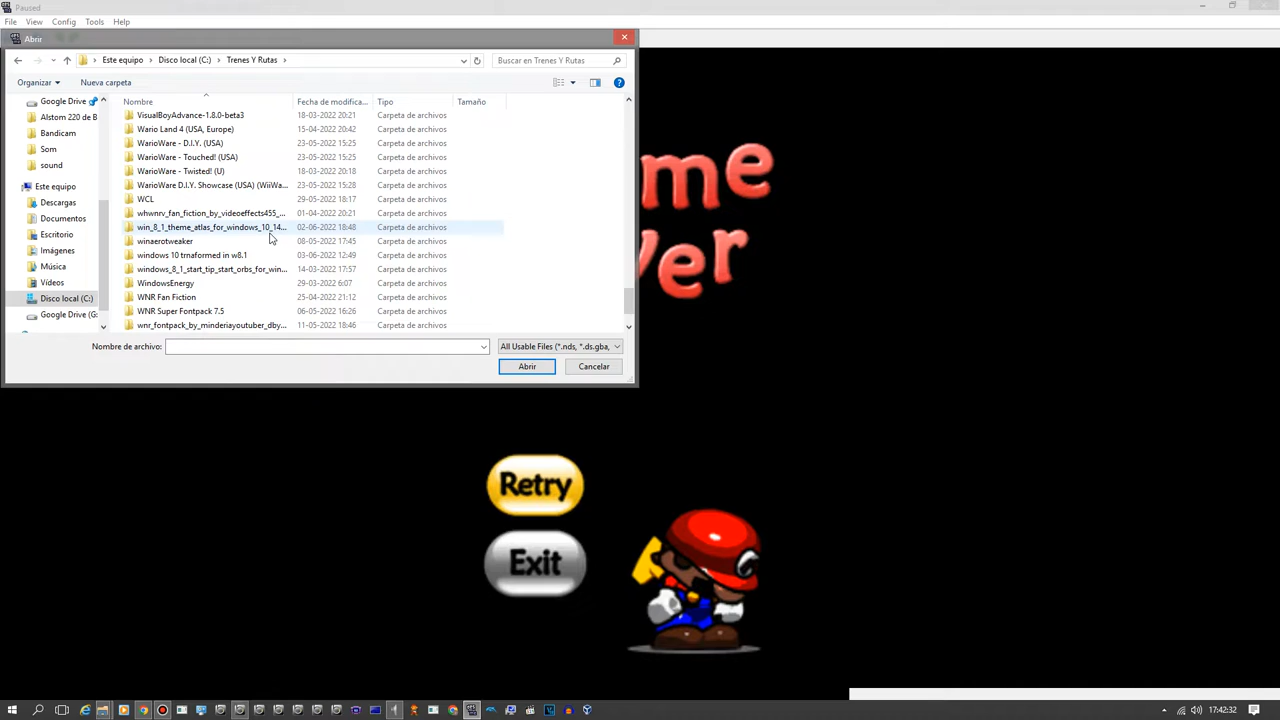 Paused
File View Config Tools Help
Abrir
Este equipo > Disco local (C:) > Trenes Y Rutas >
Buscar en Trenes Y Rutas
Organizar
Nueva carpeta
Nombre Fecha de modifica... Tipo Tamaño
Google Drive
Alstom 220 de B
Bandicam
Som
sound
Este equipo
Descargas
Documentos
Escritorio
Imágenes
Música
Vídeos
Disco local (C:)
Google Drive (G:
VisualBoyAdvance-1.8.0-beta3 18-03-2022 20:21 Carpeta de archivos
Wario Land 4 (USA, Europe) 15-04-2022 20:42 Carpeta de archivos
WarioWare - D.I.Y. (USA) 23-05-2022 15:25 Carpeta de archivos
WarioWare - Touched! (USA) 23-05-2022 15:25 Carpeta de archivos
WarioWare - Twisted! (U) 18-03-2022 20:18 Carpeta de archivos
WarioWare D.I.Y. Showcase (USA) (WiiWa... 23-05-2022 15:28 Carpeta de archivos
WCL 29-05-2022 18:17 Carpeta de archivos
whwnrv_fan_fiction_by_videoeffects455_... 01-04-2022 20:21 Carpeta de archivos
win_8_1_theme_atlas_for_windows_10_14... 02-06-2022 18:48 Carpeta de archivos
winaerotweaker 08-05-2022 17:45 Carpeta de archivos
windows 10 trnaformed in w8.1 03-06-2022 12:49 Carpeta de archivos
windows_8_1_start_tip_start_orbs_for_win... 14-03-2022 17:57 Carpeta de archivos
WindowsEnergy 29-03-2022 6:07 Carpeta de archivos
WNR Fan Fiction 25-04-2022 21:12 Carpeta de archivos
WNR Super Fontpack 7.5 06-05-2022 16:26 Carpeta de archivos
wnr_fontpack_by_minderiayoutuber_dby... 11-05-2022 18:46 Carpeta de archivos
Nombre de archivo:
All Usable Files (*.nds, *.ds.gba,
Abrir
Cancelar
me
ver
Retry
Exit
17:42:32